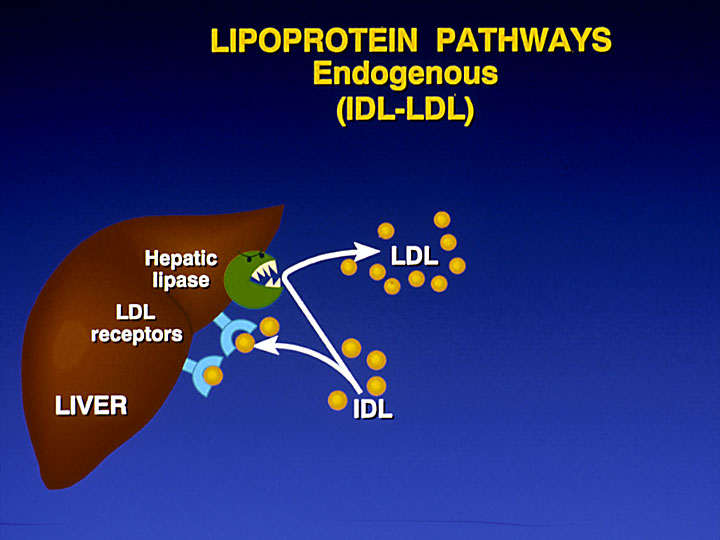 LIPOPROTEIN PATHWAYS
Endogenous
(IDL-LDL)
Hepatic
lipase
LDL
LDL
receptors
LIVER
IDL